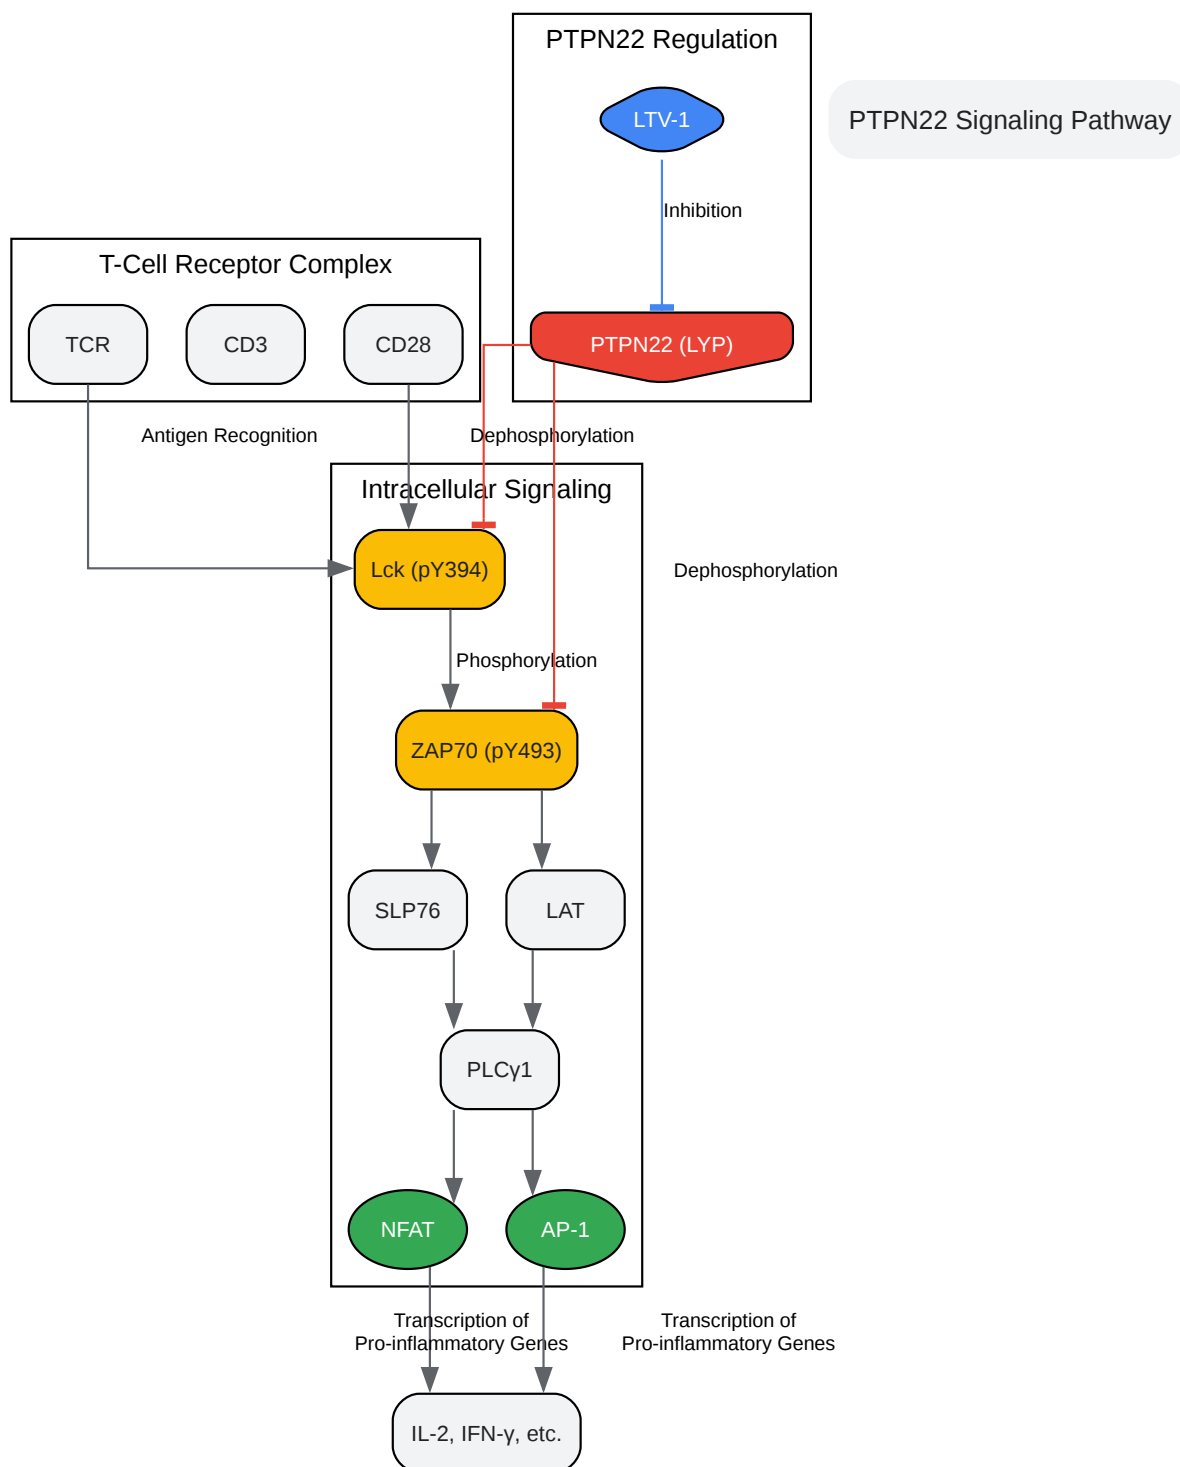 PTPN22 Regulation
LTV-1
PTPN22 Signaling Pathway
Inhibition
T-Cell Receptor Complex
TCR
CD3
CD28
PTPN22 (LYP)
Antigen Recognition
Dephosphorylation
Intracellular Signaling
Lck (pY394)
Dephosphorylation
Phosphorylation
ZAP70 (pY493)
SLP76
LAT
PLCγ1
NFAT
AP-1
Transcription of
Pro-inflammatory Genes
Transcription of
Pro-inflammatory Genes
IL-2, IFN-γ, etc.